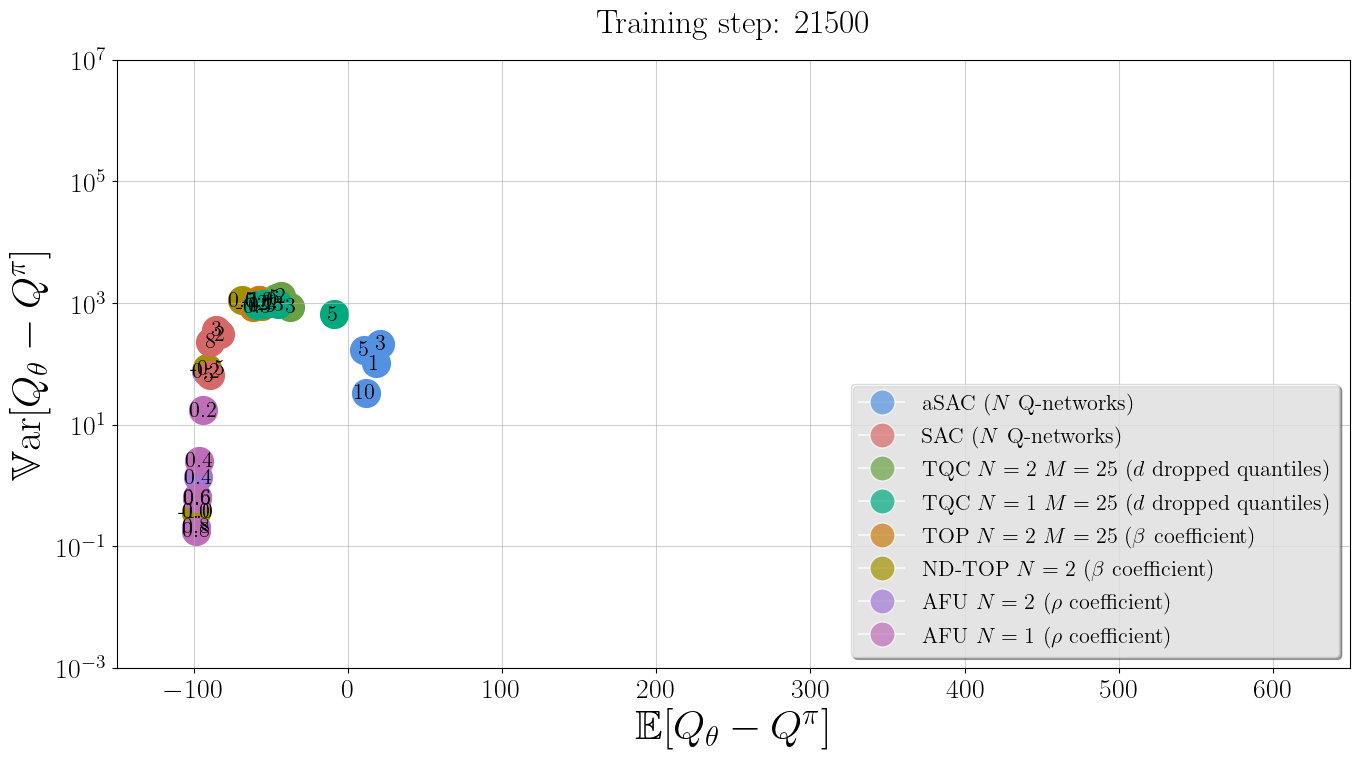 Training step: 21500
10^7
10^5
10^3
10^1
10^{-1}
10^{-3}
Var[Q_θ − Q^π]
3
2
8
0.2
0.4
0.4
0.6
0.8
2
3
5
5
3
1
10
aSAC (N Q-networks)
SAC (N Q-networks)
TQC N = 2 M = 25 (d dropped quantiles)
TQC N = 1 M = 25 (d dropped quantiles)
TOP N = 2 M = 25 (β coefficient)
ND-TOP N = 2 (β coefficient)
AFU N = 2 (ρ coefficient)
AFU N = 1 (ρ coefficient)
−100 0 100 200 300 400 500 600
𝔼[Q_θ − Q^π]